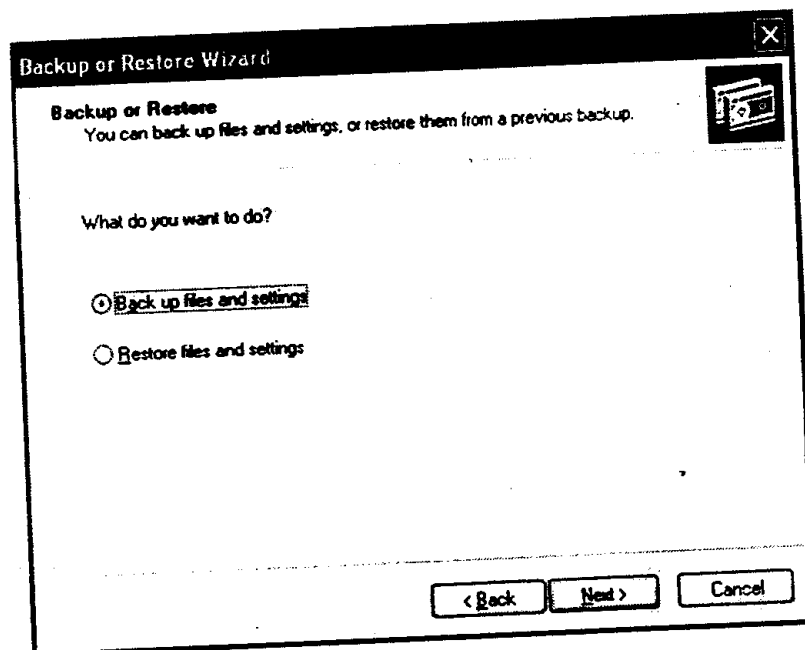 Backup or Restore Wizard
Backup or Restore
You can back up files and settings, or restore them from a previous backup.
What do you want to do?
Back up files and settings
Restore files and settings
< Back
Next >
Cancel